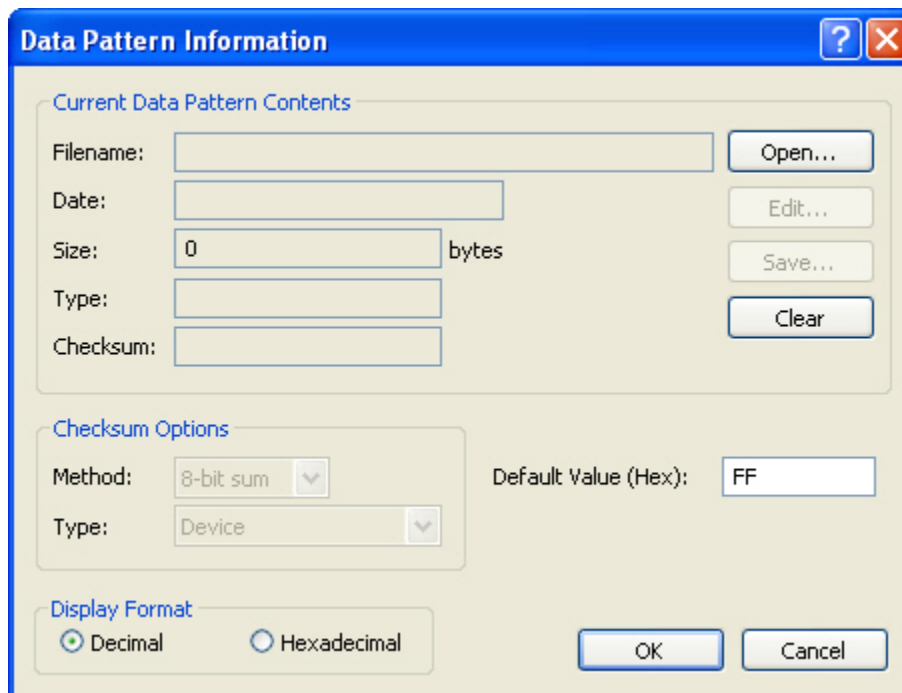 Data Pattern Information
Current Data Pattern Contents
Filename: Open...
Date: Edit...
Size: 0 bytes
Save...
Type:
Clear
Checksum:
Checksum Options
Method: 8-bit sum Default Value (Hex): FF
Type: Device
Display Format
Decimal Hexadecimal OK Cancel